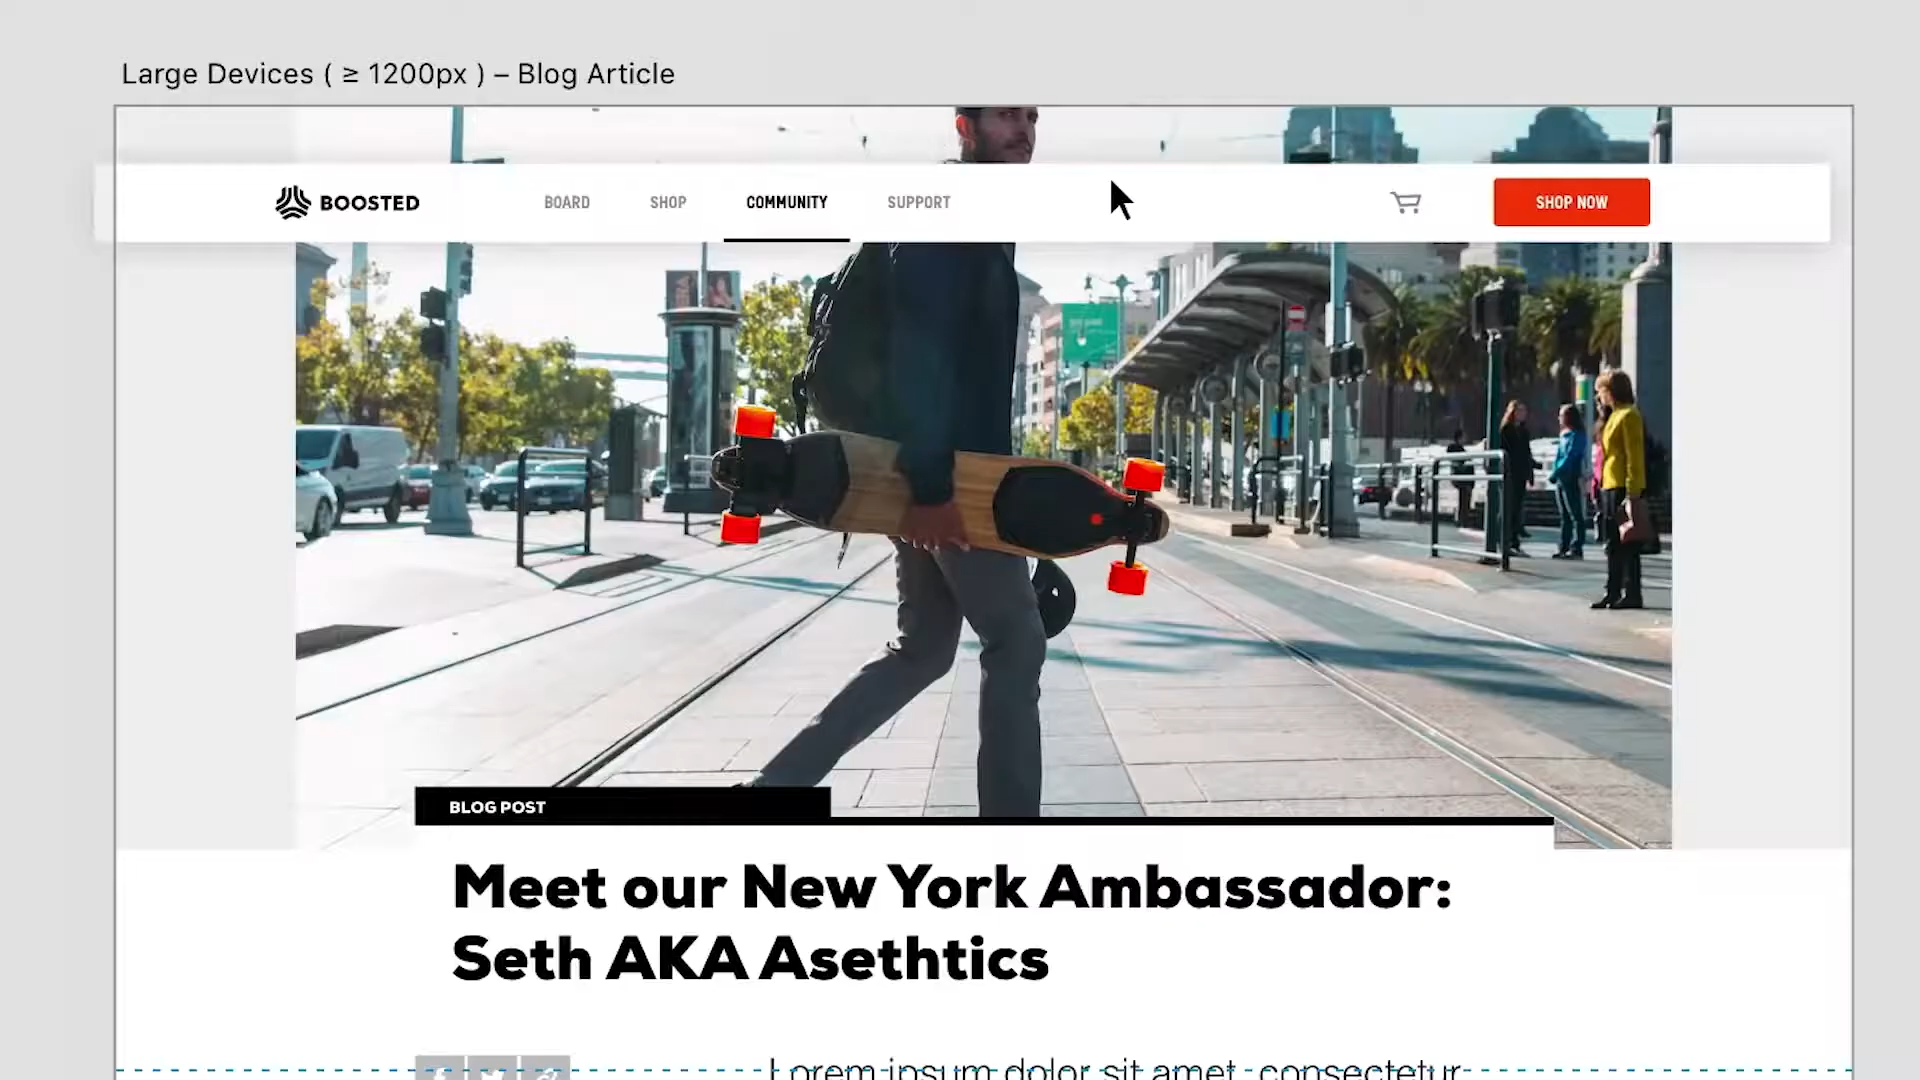 Large Devices ( ≥ 1200px ) – Blog Article
BOOSTED
BOARD
SHOP
COMMUNITY
SUPPORT
SHOP NOW
BLOG POST
Meet our New York Ambassador:
Seth AKA Asethtics
Lorem ipsum dolor sit amet, consectetur